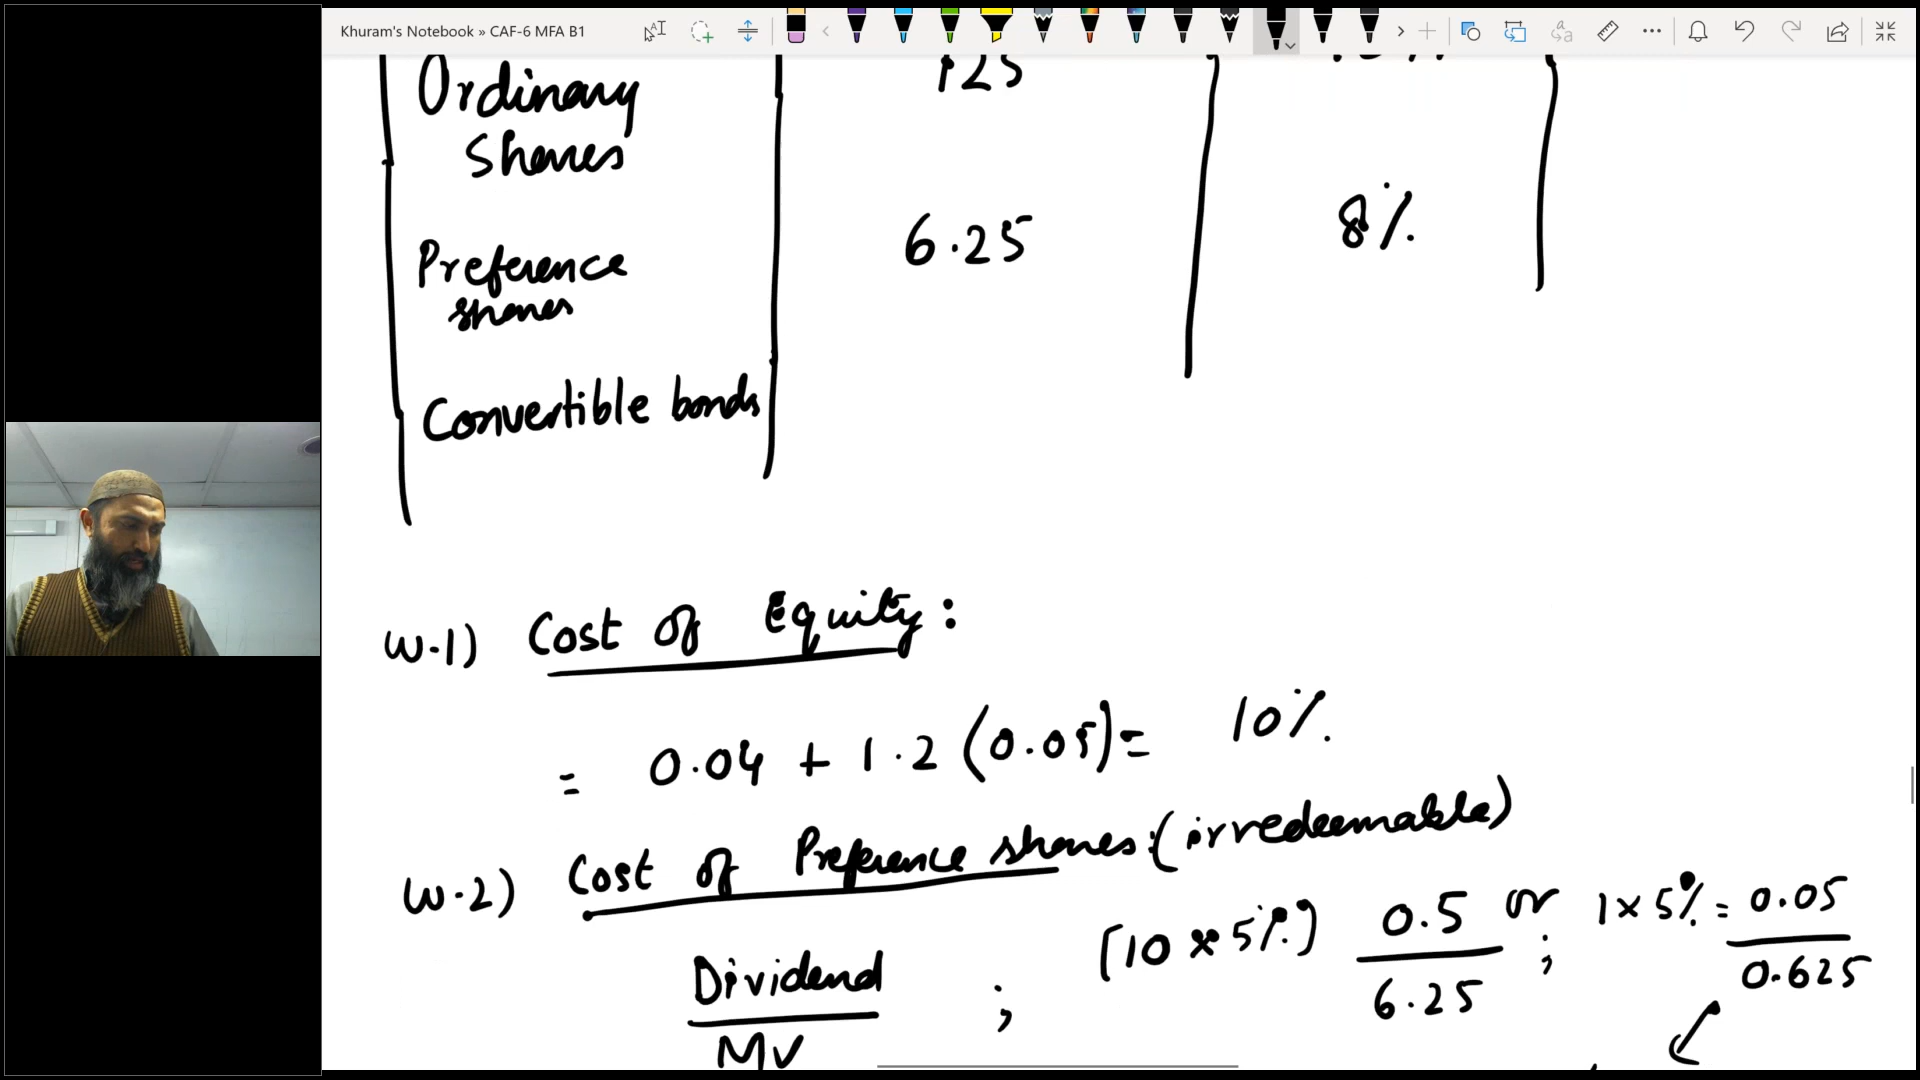 Khuram's Notebook » CAF-6 MFA B1
Ordinary 125
Shares
Preference 6.25 8%
shares
Convertible bonds
W.1) Cost of Equity:
= 0.04 + 1.2 (0.05) = 10%
W.2) Cost of Preference shares: (irredeemable)
Dividend ; [10 × 5%] 0.5 or ; 1 × 5% = 0.05
MV 6.25 0.625